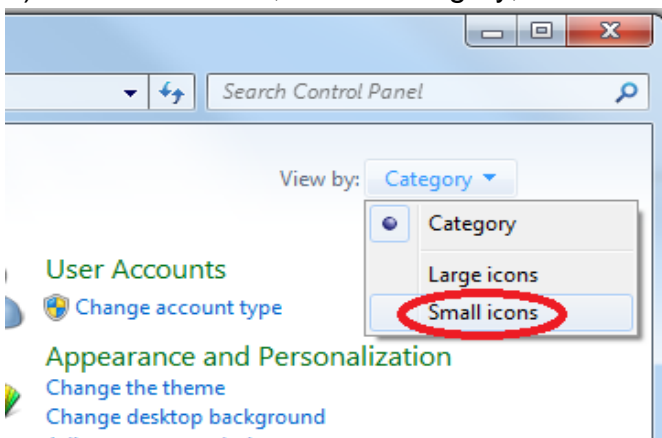 Search Control Panel
View by: Category
Category
Large icons
Small icons
User Accounts
Change account type
Appearance and Personalization
Change the theme
Change desktop background